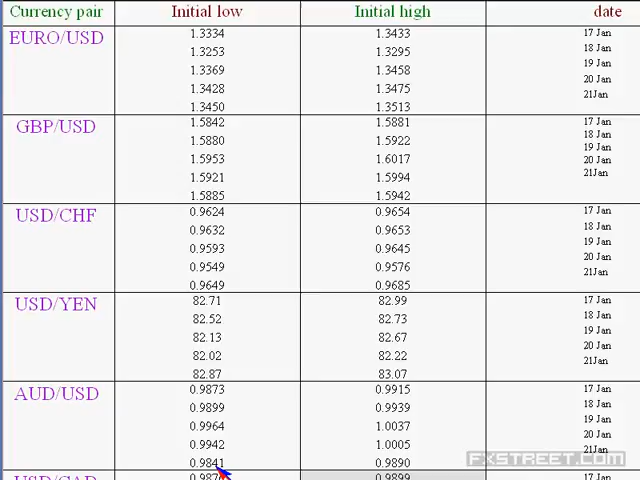 Currency pair Initial low Initial high date
EURO/USD 1.3334 1.3433 17 Jan
1.3253 1.3295 18 Jan
1.3369 1.3458 19 Jan
1.3428 1.3475 20 Jan
1.3450 1.3513 21Jan
GBP/USD 1.5842 1.5881 17 Jan
1.5880 1.5922 18 Jan
1.5953 1.6017 19 Jan
1.5921 1.5994 20 Jan
1.5885 1.5942 21Jan
USD/CHF 0.9624 0.9654 17 Jan
0.9632 0.9653 18 Jan
0.9593 0.9645 19 Jan
0.9549 0.9576 20 Jan
0.9649 0.9685 21Jan
USD/YEN 82.71 82.99 17 Jan
82.52 82.73 18 Jan
82.13 82.67 19 Jan
82.02 82.22 20 Jan
82.87 83.07 21Jan
AUD/USD 0.9873 0.9915 17 Jan
0.9899 0.9939 18 Jan
0.9964 1.0037 19 Jan
0.9942 1.0005 20 Jan
0.9841 0.9890 21Jan
FXSTREET.COM
USD/CAD 0.9899